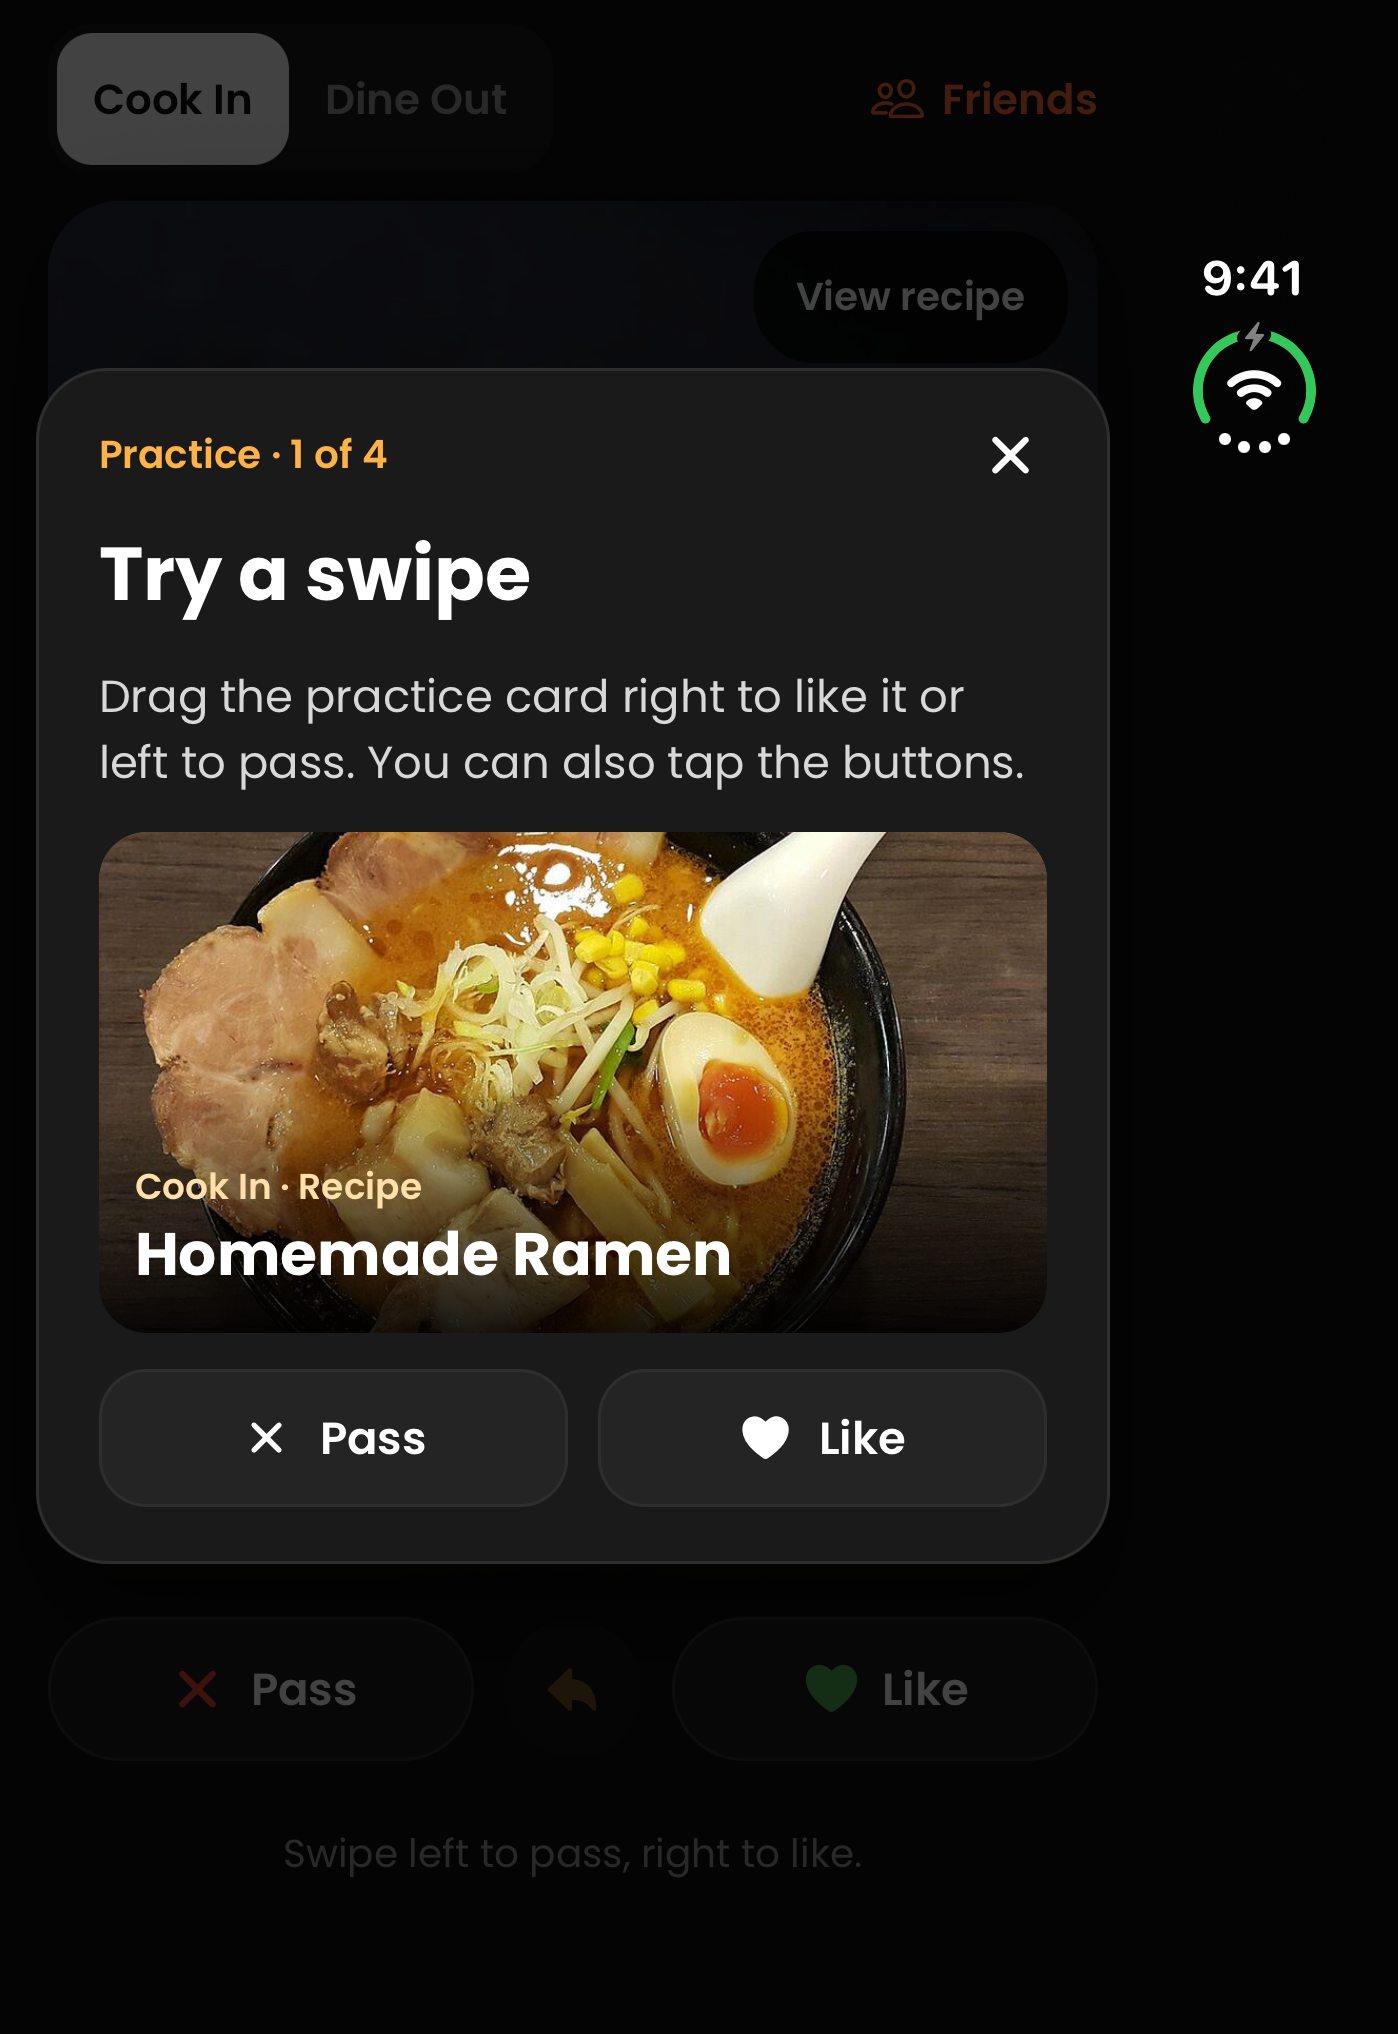 Cook In
Dine Out
Friends
View recipe
9:41
Practice · 1 of 4
Try a swipe
Drag the practice card right to like it or
left to pass. You can also tap the buttons.
Cook In · Recipe
Homemade Ramen
Pass
Like
Pass
Like
Swipe left to pass, right to like.